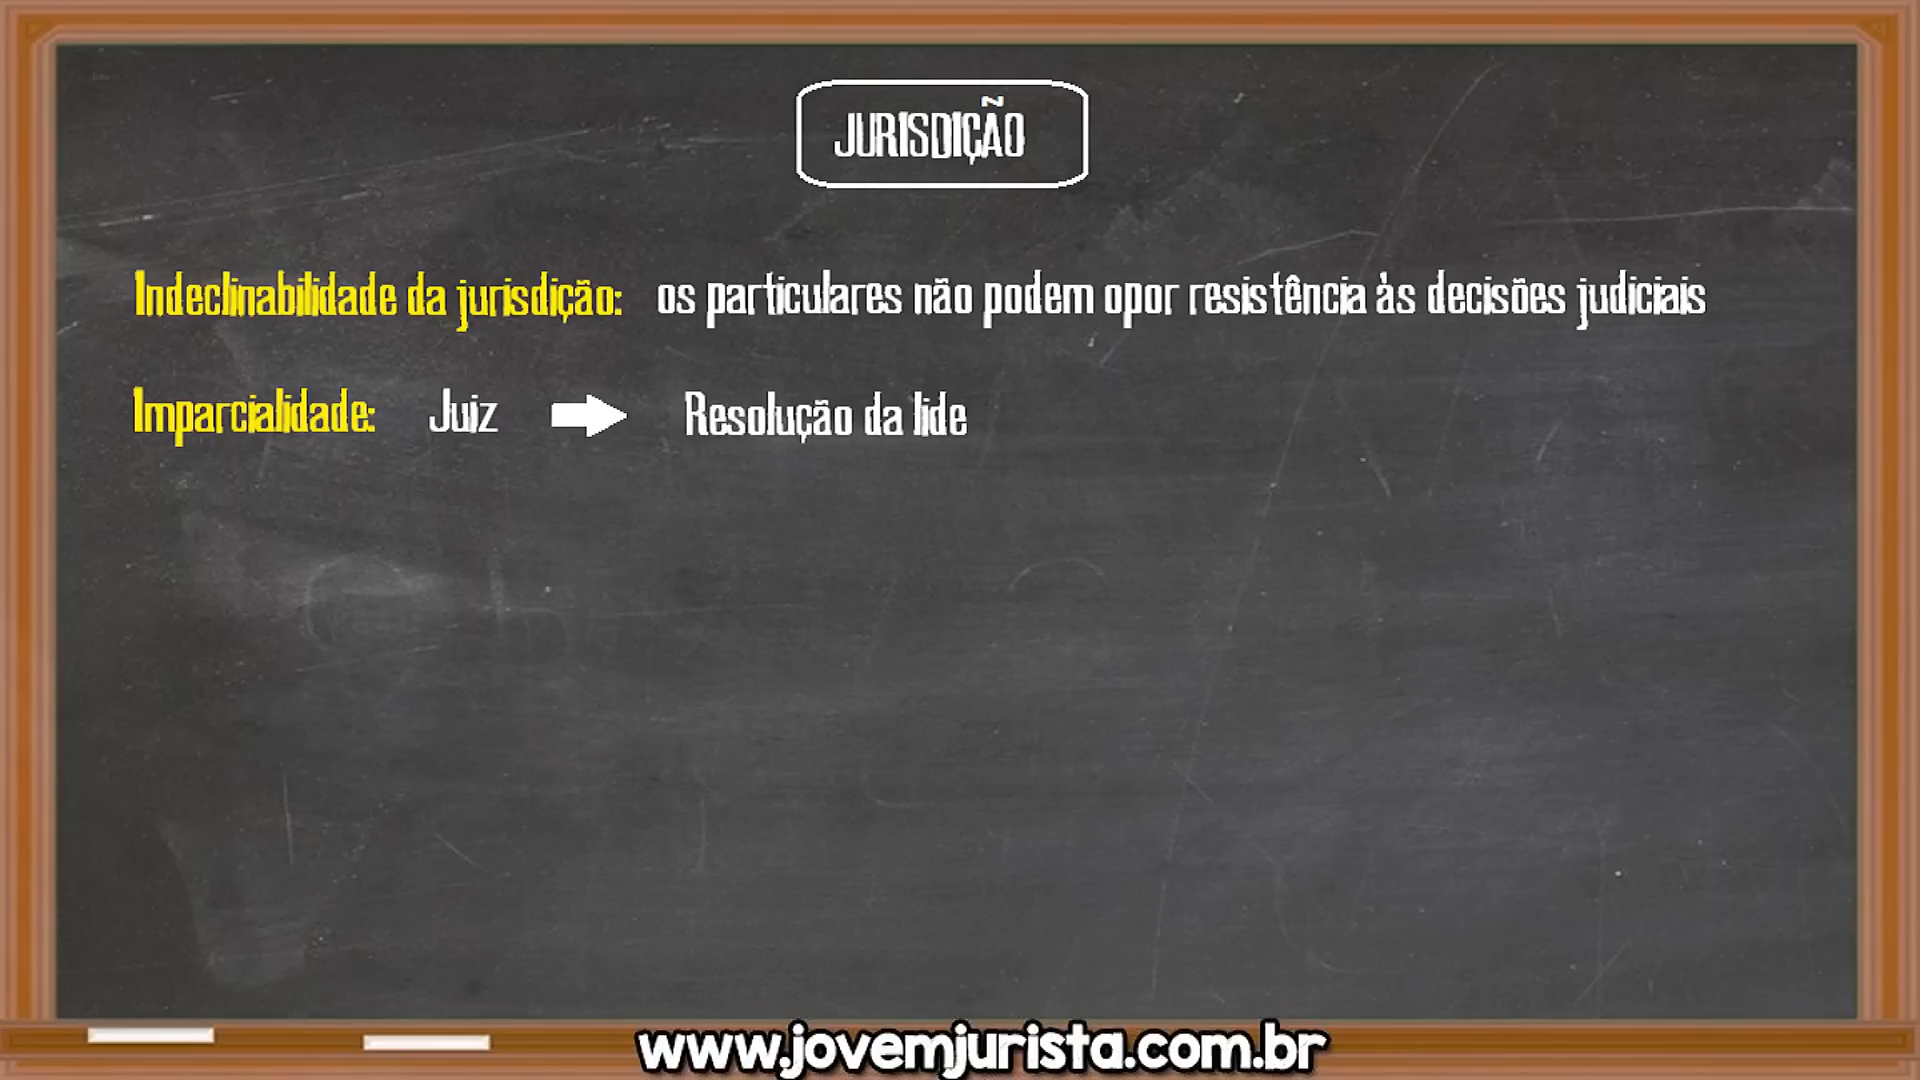 JURISDIÇÃO
Indeclinabilidade da jurisdição: os particulares não podem opor resistência às decisões judiciais
Imparcialidade: Juiz Resolução da lide
www.jovemjurista.com.br